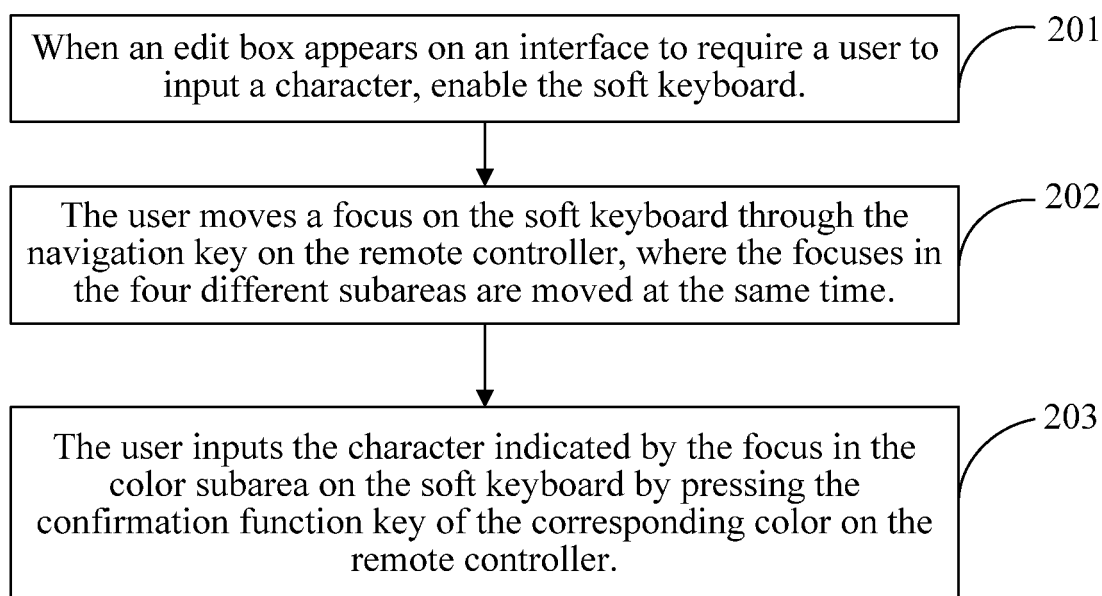 When an edit box appears on an interface to require a user to
input a character, enable the soft keyboard.
201
The user moves a focus on the soft keyboard through the
navigation key on the remote controller, where the focuses in
the four different subareas are moved at the same time.
202
The user inputs the character indicated by the focus in the
color subarea on the soft keyboard by pressing the
confirmation function key of the corresponding color on the
remote controller.
203